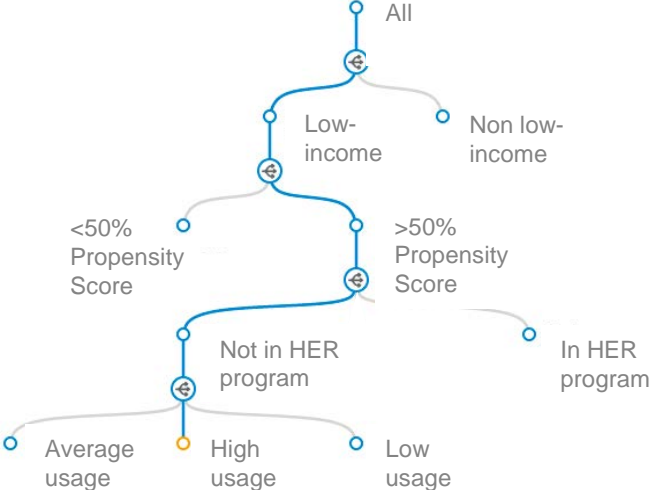 All
Low-
income
Non low-
income
<50%
Propensity
Score
>50%
Propensity
Score
Not in HER
program
In HER
program
Average
usage
High
usage
Low
usage